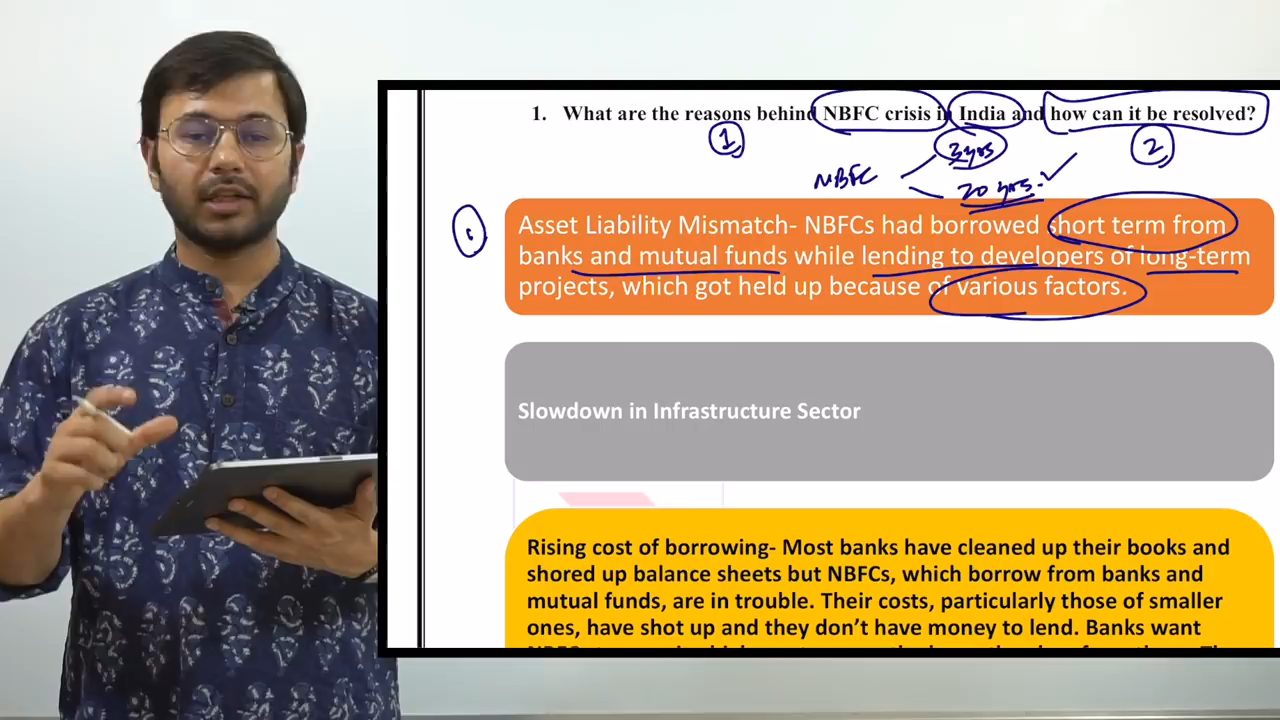 1. What are the reasons behind NBFC crisis in India and how can it be resolved?
1
3 yrs
2
NBFC
20 yrs.
1
Asset Liability Mismatch- NBFCs had borrowed short term from
banks and mutual funds while lending to developers of long-term
projects, which got held up because of various factors.
Slowdown in Infrastructure Sector
Rising cost of borrowing- Most banks have cleaned up their books and
shored up balance sheets but NBFCs, which borrow from banks and
mutual funds, are in trouble. Their costs, particularly those of smaller
ones, have shot up and they don’t have money to lend. Banks want